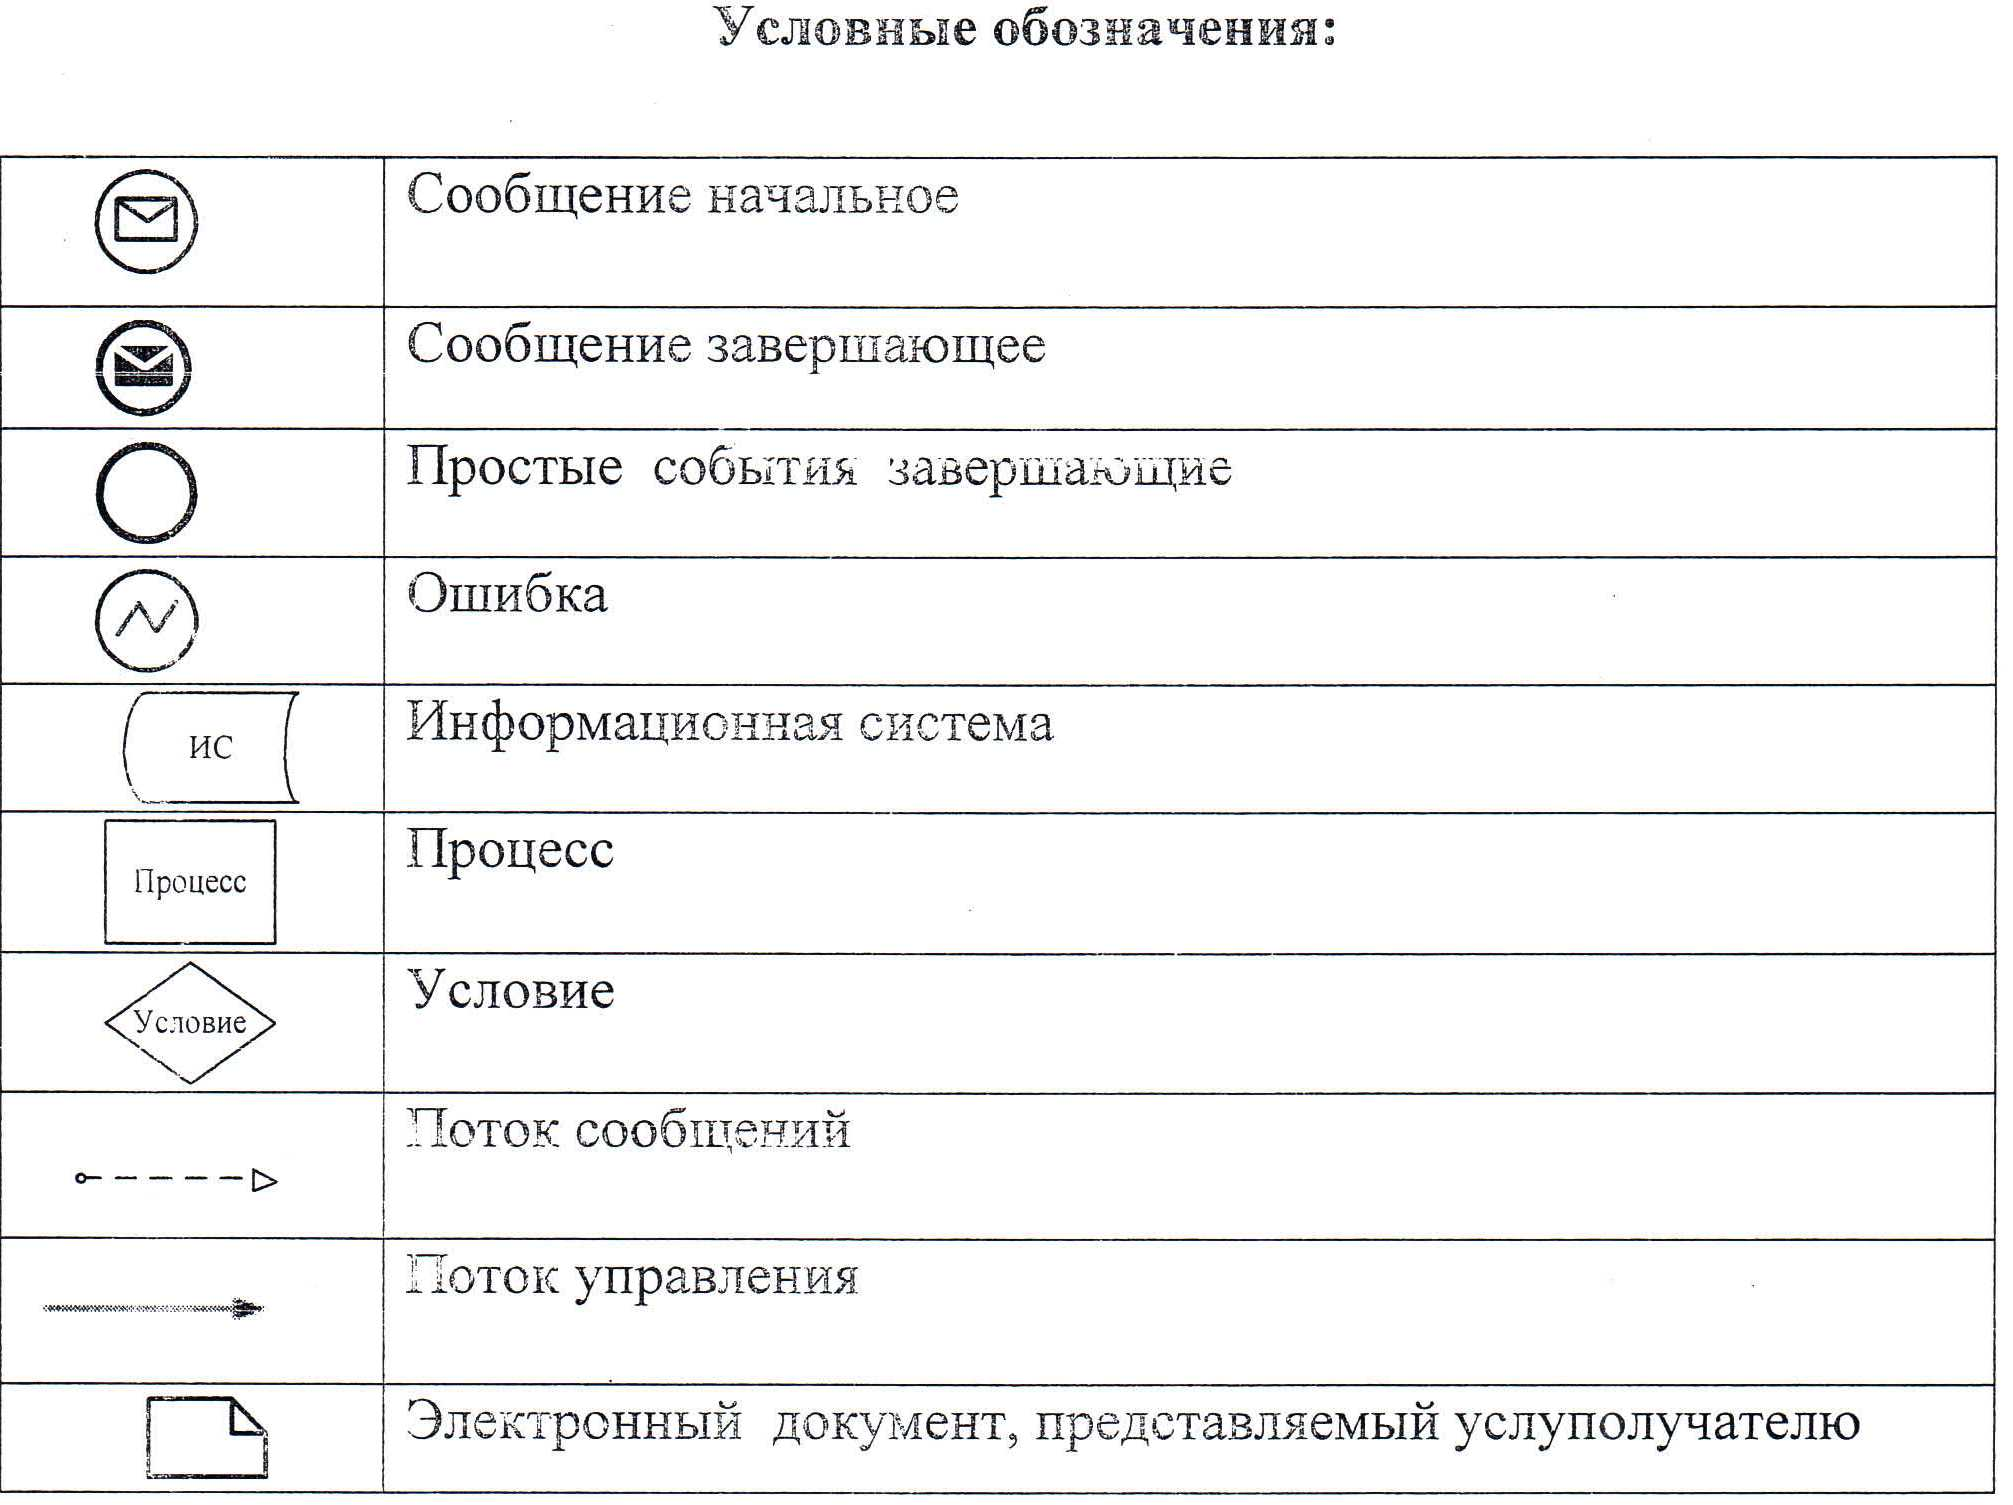 Условные обозначения:
Сообщение начальное
Сообщение завершающее
Простые события завершающие
Ошибка
ИС
Информационная система
Процесс
Процесс
Условие
Условие
Поток сообщений
Поток управления
Электронный документ, представляемый услуполучателю